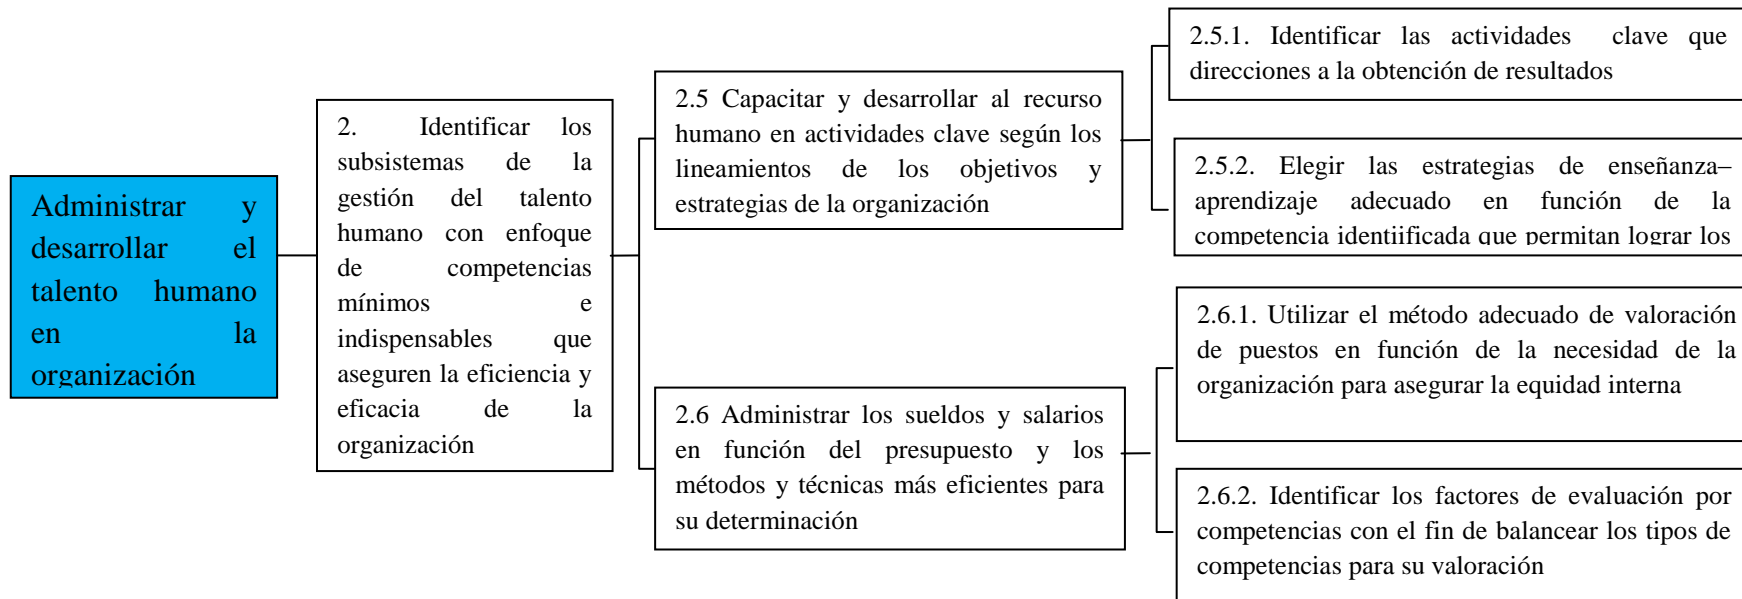 Administrar y
desarrollar el
talento humano
en la
organización
2. Identificar los
subsistemas de la
gestión del talento
humano con enfoque
de competencias
mínimos e
indispensables que
aseguren la eficiencia y
eficacia de la
organización
2.5 Capacitar y desarrollar al recurso
humano en actividades clave según los
lineamientos de los objetivos y
estrategias de la organización
2.5.1. Identificar las actividades clave que
direcciones a la obtención de resultados
2.5.2. Elegir las estrategias de enseñanza–
aprendizaje adecuado en función de la
competencia identiificada que permitan lograr los
2.6 Administrar los sueldos y salarios
en función del presupuesto y los
métodos y técnicas más eficientes para
su determinación
2.6.1. Utilizar el método adecuado de valoración
de puestos en función de la necesidad de la
organización para asegurar la equidad interna
2.6.2. Identificar los factores de evaluación por
competencias con el fin de balancear los tipos de
competencias para su valoración